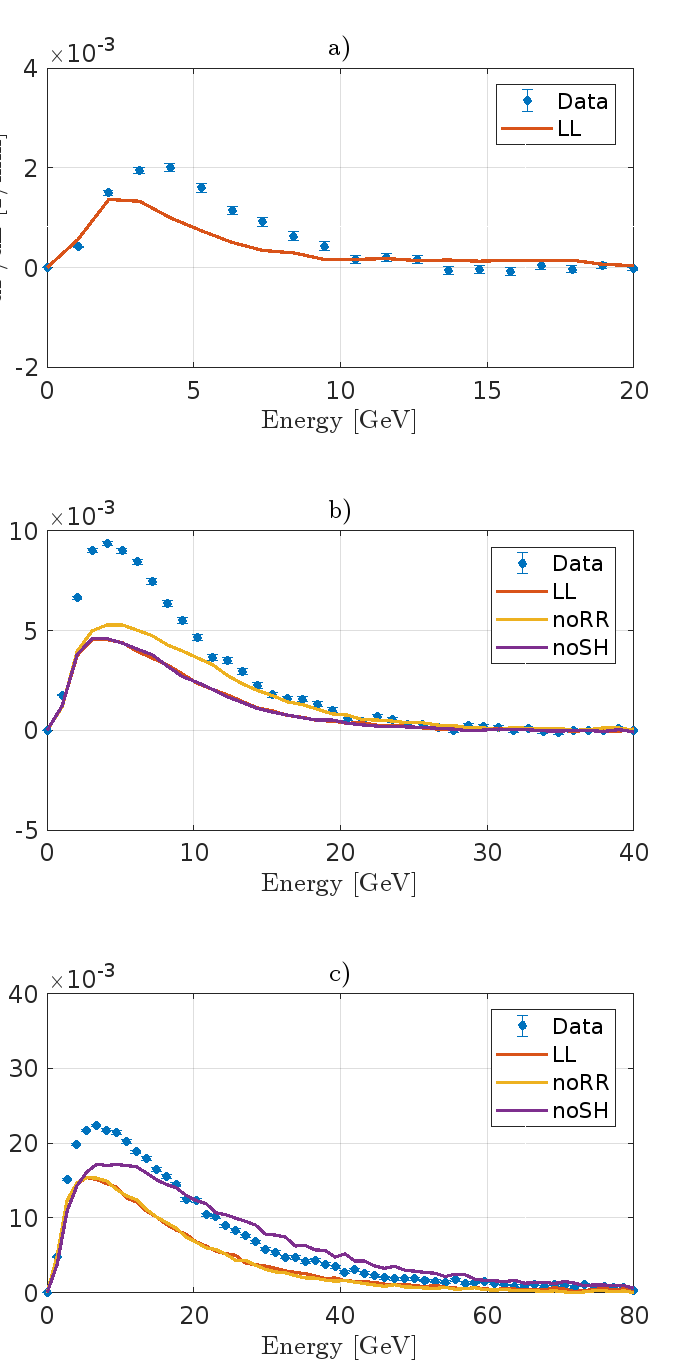 ×10-3
a)
4
2
0
-2
Data
LL
0 5 10 15 20
Energy [GeV]
×10-3
b)
10
5
0
-5
Data
LL
noRR
noSH
0 10 20 30 40
Energy [GeV]
×10-3
c)
40
30
20
10
0
Data
LL
noRR
noSH
0 20 40 60 80
Energy [GeV]